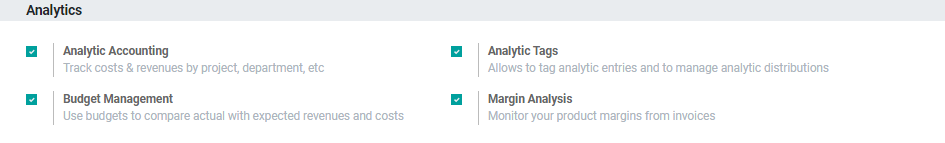 Analytics
Analytic Accounting
Track costs & revenues by project, department, etc
Analytic Tags
Allows to tag analytic entries and to manage analytic distributions
Budget Management
Use budgets to compare actual with expected revenues and costs
Margin Analysis
Monitor your product margins from invoices